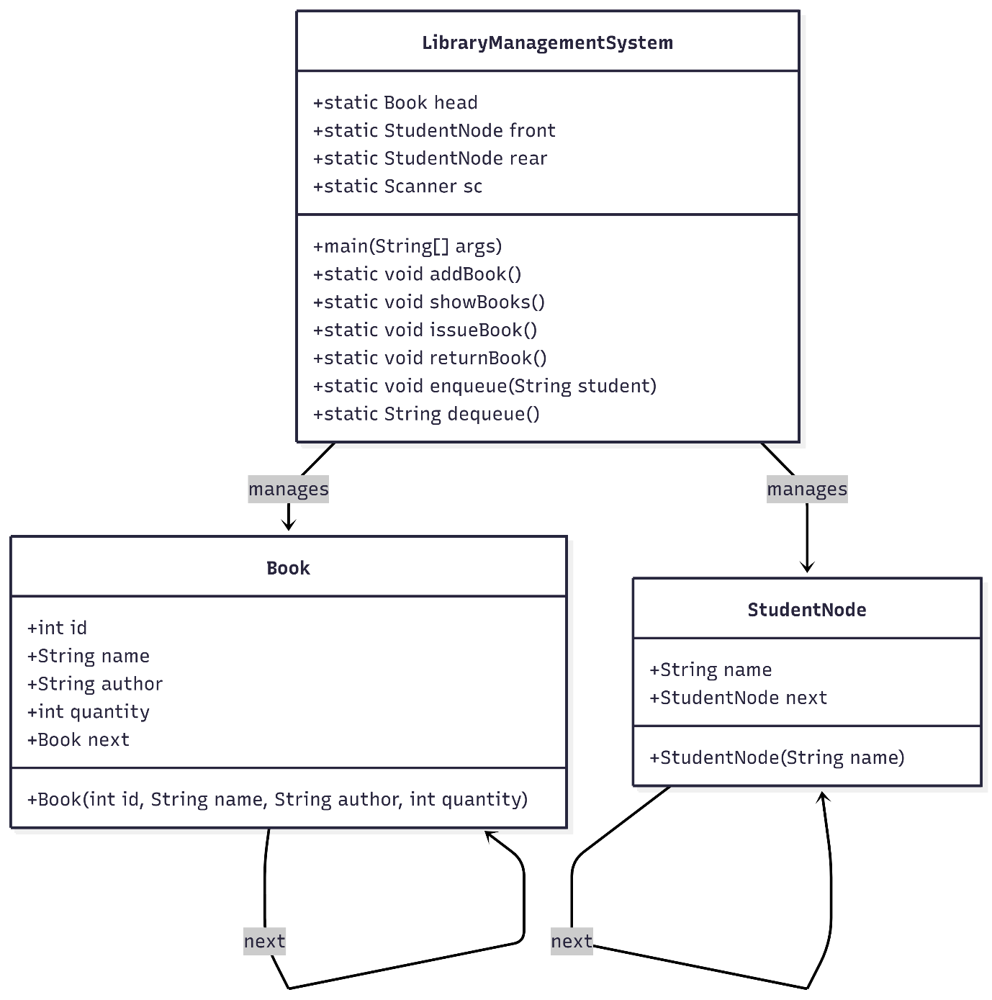 LibraryManagementSystem
+static Book head
+static StudentNode front
+static StudentNode rear
+static Scanner sc
+main(String[] args)
+static void addBook()
+static void showBooks()
+static void issueBook()
+static void returnBook()
+static void enqueue(String student)
+static String dequeue()
manages
manages
Book
+int id
+String name
+String author
+int quantity
+Book next
+Book(int id, String name, String author, int quantity)
StudentNode
+String name
+StudentNode next
+StudentNode(String name)
next
next